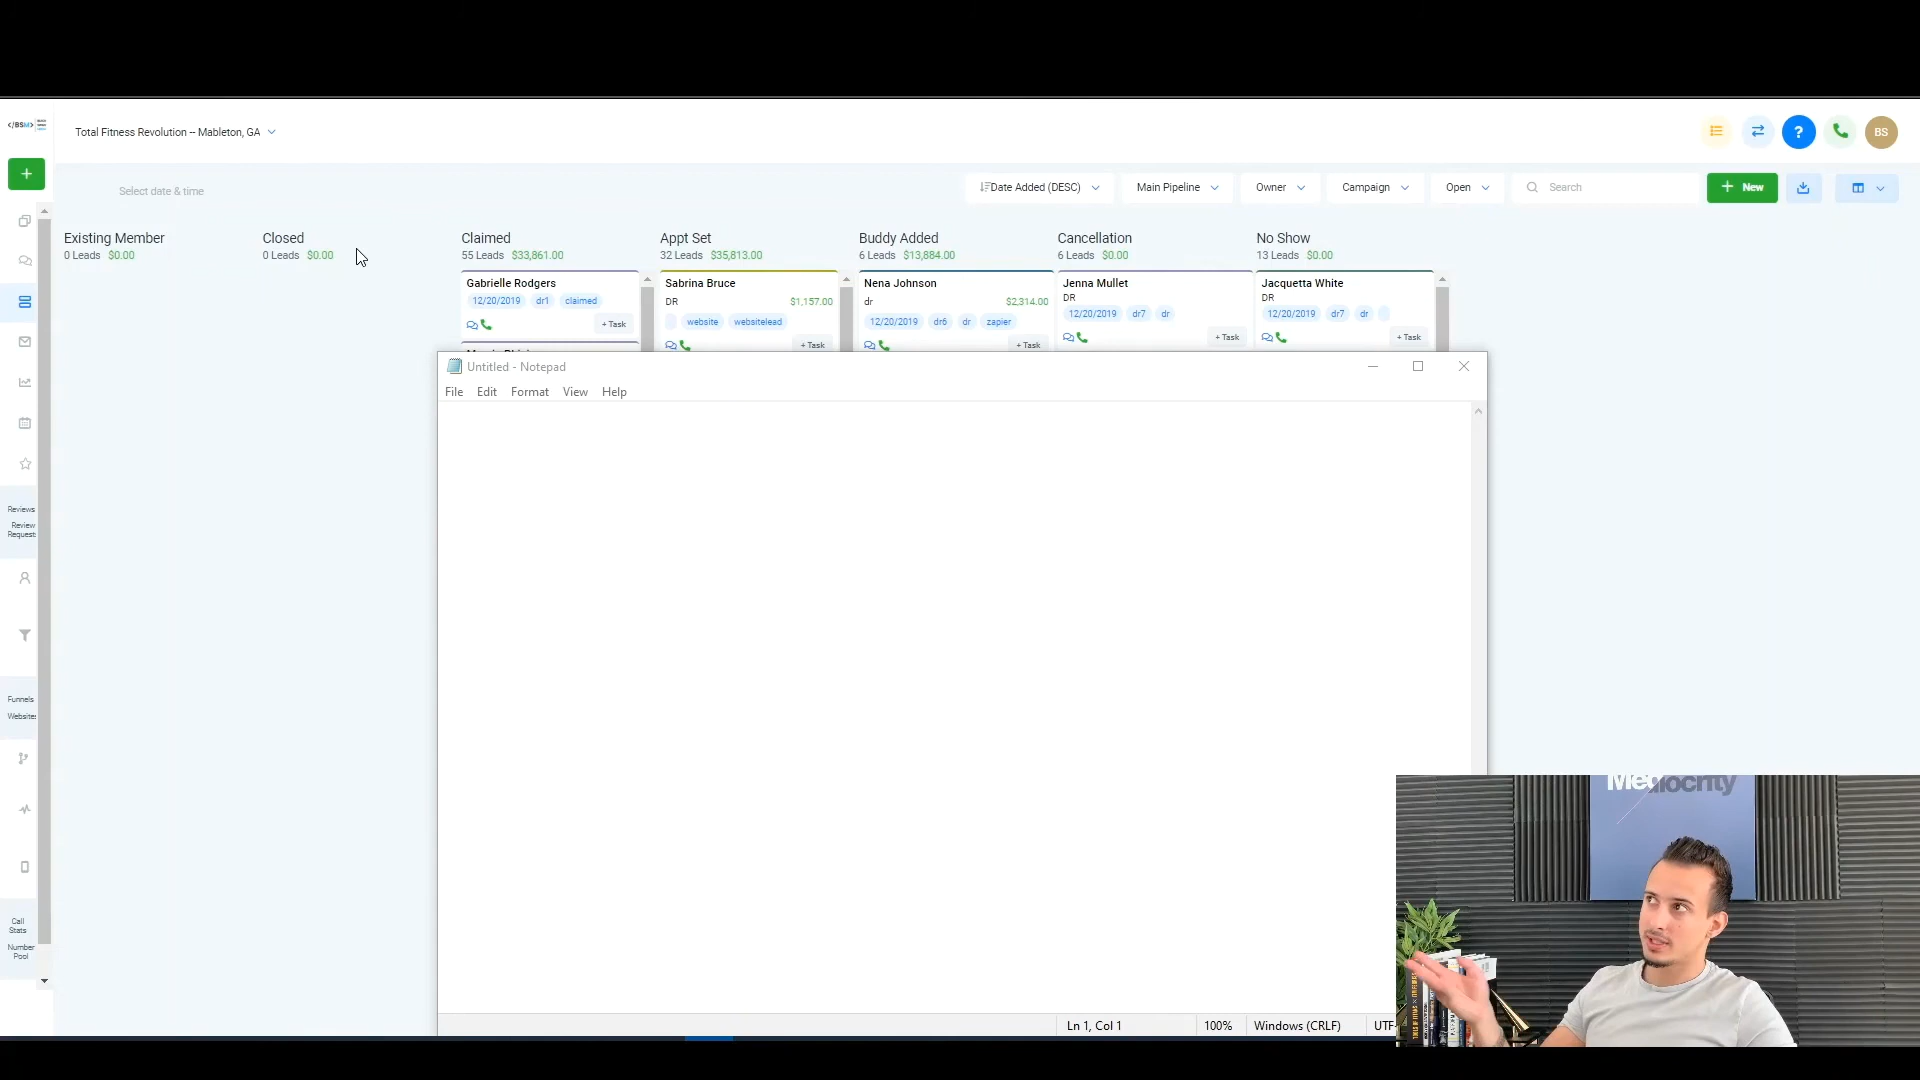 </BSM>
Total Fitness Revolution -- Mableton, GA
? BS
Select date & time
Date Added (DESC) Main Pipeline Owner Campaign Open Search + New
Existing Member Closed Claimed Appt Set Buddy Added Cancellation No Show
0 Leads $0.00 0 Leads $0.00 55 Leads $33,861.00 32 Leads $35,813.00 6 Leads $13,884.00 6 Leads $0.00 13 Leads $0.00
Gabrielle Rodgers Sabrina Bruce Nena Johnson Jenna Mullet Jacquetta White
12/20/2019 dr1 claimed DR $1,157.00 dr $2,314.00 DR DR
website websitelead 12/20/2019 dr6 dr zapier 12/20/2019 dr7 dr 12/20/2019 dr7 dr
+ Task + Task + Task + Task + Task
Untitled - Notepad
File Edit Format View Help
Reviews
Review
Request
Funnels
Website
Call
Stats
Number
Pool
Ln 1, Col 1 100% Windows (CRLF) UTF-
Mediocrity